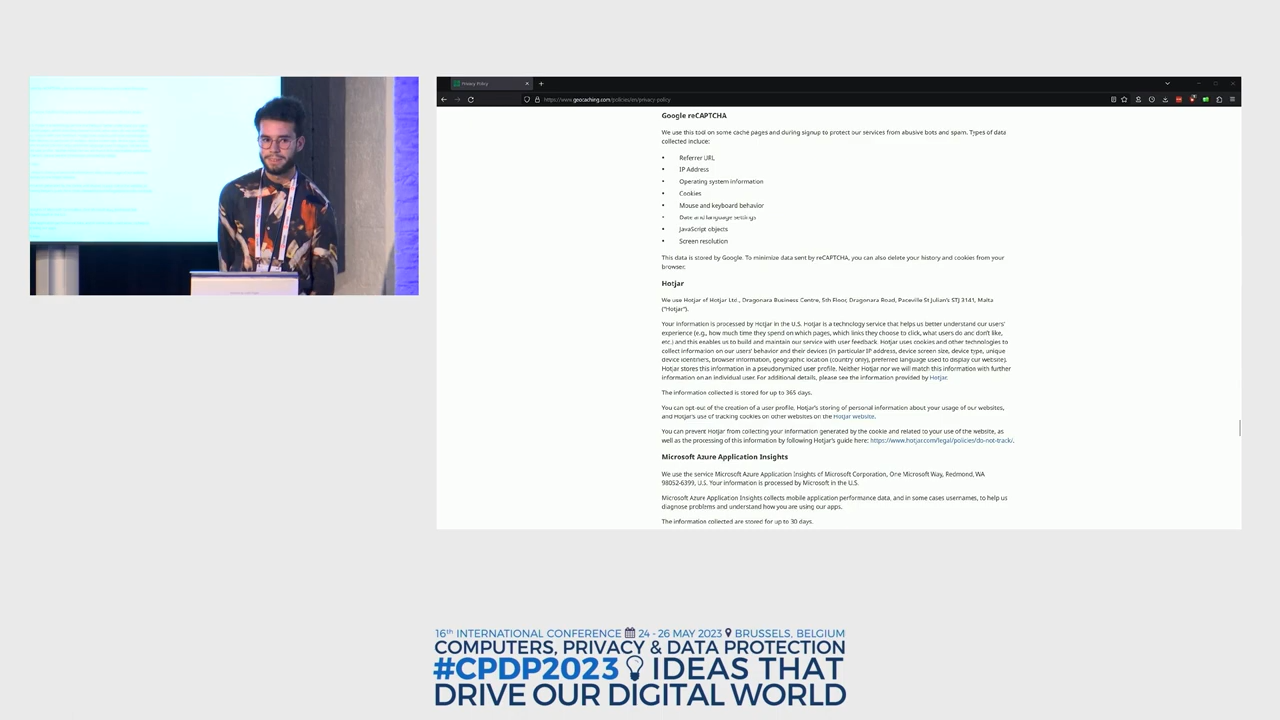 Privacy Policy
https://www.geocaching.com/policies/en/privacy-policy
Google reCAPTCHA
We use this tool on some cache pages and during signup to protect our services from abusive bots and spam. Types of data
collected include:
• Referrer URL
• IP Address
• Operating system information
• Cookies
• Mouse and keyboard behavior
• Date and language settings
• JavaScript objects
• Screen resolution
This data is stored by Google. To minimize data sent by reCAPTCHA, you can also delete your history and cookies from your
browser.
Hotjar
We use Hotjar of Hotjar Ltd., Dragonara Business Centre, 5th Floor, Dragonara Road, Paceville St Julian's STJ 3141, Malta
("Hotjar").
Your information is processed by Hotjar in the U.S. Hotjar is a technology service that helps us better understand our users'
experience (e.g., how much time they spend on which pages, which links they choose to click, what users do and don't like,
etc.) and this enables us to build and maintain our service with user feedback. Hotjar uses cookies and other technologies to
collect information on our users' behavior and their devices (in particular IP address, device screen size, device type, unique
device identifiers, browser information, geographic location (country only), preferred language used to display our website).
Hotjar stores this information in a pseudonymized user profile. Neither Hotjar nor we will match this information with further
information on an individual user. For additional details, please see the information provided by Hotjar.
The information collected is stored for up to 365 days.
You can opt-out of the creation of a user profile, Hotjar's storing of personal information about your usage of our websites,
and Hotjar's use of tracking cookies on other websites on the Hotjar website.
You can prevent Hotjar from collecting your information generated by the cookie and related to your use of the website, as
well as the processing of this information by following Hotjar's guide here: https://www.hotjar.com/legal/policies/do-not-track/.
Microsoft Azure Application Insights
We use the service Microsoft Azure Application Insights of Microsoft Corporation, One Microsoft Way, Redmond, WA
98052-6399, U.S. Your information is processed by Microsoft in the U.S.
Microsoft Azure Application Insights collects mobile application performance data, and in some cases usernames, to help us
diagnose problems and understand how you are using our apps.
The information collected are stored for up to 30 days.
16th INTERNATIONAL CONFERENCE 24 - 26 MAY 2023 BRUSSELS, BELGIUM
COMPUTERS, PRIVACY & DATA PROTECTION
#CPDP2023 IDEAS THAT
DRIVE OUR DIGITAL WORLD